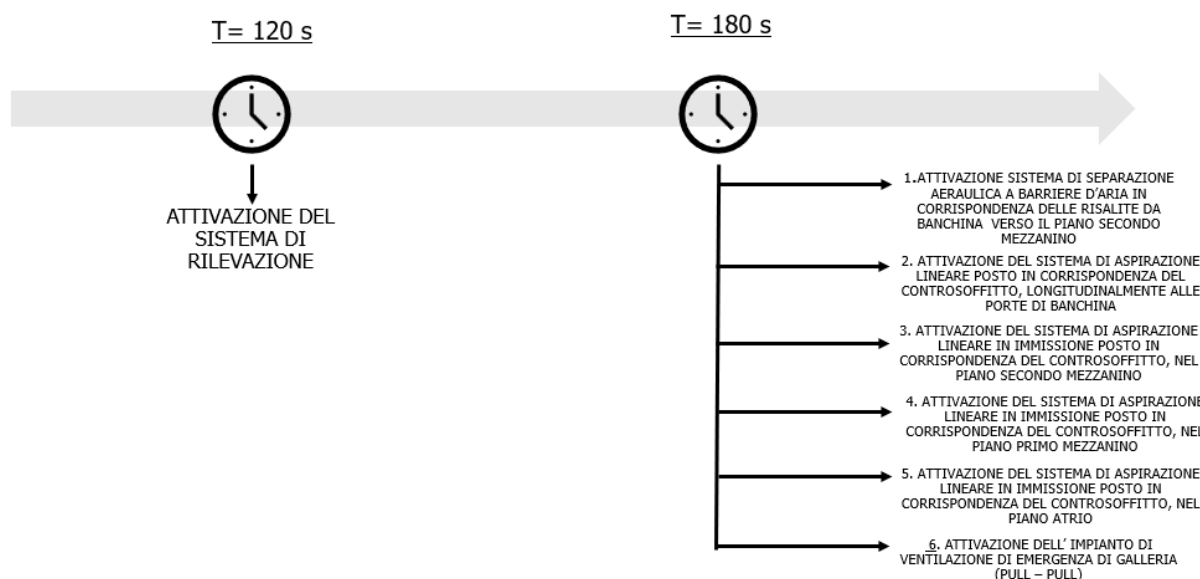 T= 120 s
T= 180 s
ATTIVAZIONE DEL
SISTEMA DI
RILEVAZIONE
1.ATTIVAZIONE SISTEMA DI SEPARAZIONE
AERAULICA A BARRIERE D'ARIA IN
CORRISPONDENZA DELLE RISALITE DA
BANCHINA VERSO IL PIANO SECONDO
MEZZANINO
2. ATTIVAZIONE DEL SISTEMA DI ASPIRAZIONE
LINEARE POSTO IN CORRISPONDENZA DEL
CONTROSOFFITTO, LONGITUDINALMENTE ALLE
PORTE DI BANCHINA
3. ATTIVAZIONE DEL SISTEMA DI ASPIRAZIONE
LINEARE IN IMMISSIONE POSTO IN
CORRISPONDENZA DEL CONTROSOFFITTO, NEL
PIANO SECONDO MEZZANINO
4. ATTIVAZIONE DEL SISTEMA DI ASPIRAZIONE
LINEARE IN IMMISSIONE POSTO IN
CORRISPONDENZA DEL CONTROSOFFITTO, NEL
PIANO PRIMO MEZZANINO
5. ATTIVAZIONE DEL SISTEMA DI ASPIRAZIONE
LINEARE IN IMMISSIONE POSTO IN
CORRISPONDENZA DEL CONTROSOFFITTO, NEL
PIANO ATRIO
6. ATTIVAZIONE DELL' IMPIANTO DI
VENTILAZIONE DI EMERGENZA DI GALLERIA
(PULL – PULL)